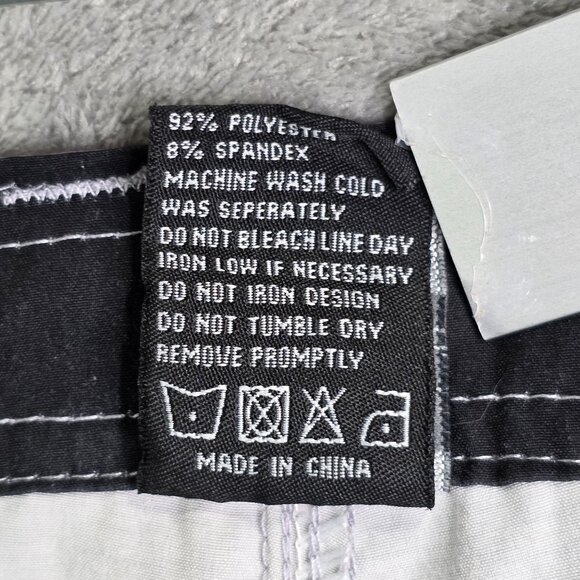 92% POLYESTER
8% SPANDEX
MACHINE WASH COLD
WAS SEPERATELY
DO NOT BLEACH LINE DAY
IRON LOW IF NECESSARY
DO NOT IRON DESIGN
DO NOT TUMBLE DRY
REMOVE PROMPTLY
MADE IN CHINA